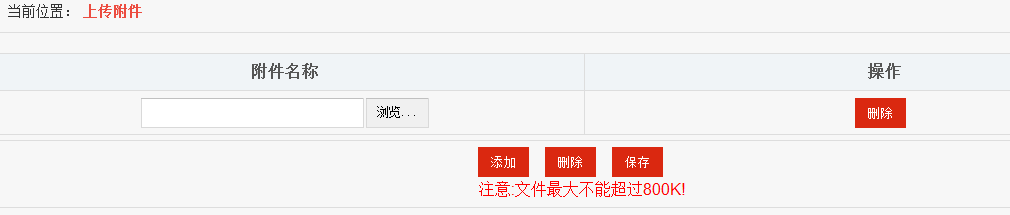 当前位置： 上传附件
附件名称 操作
浏览... 删除
添加 删除 保存
注意:文件最大不能超过800K!